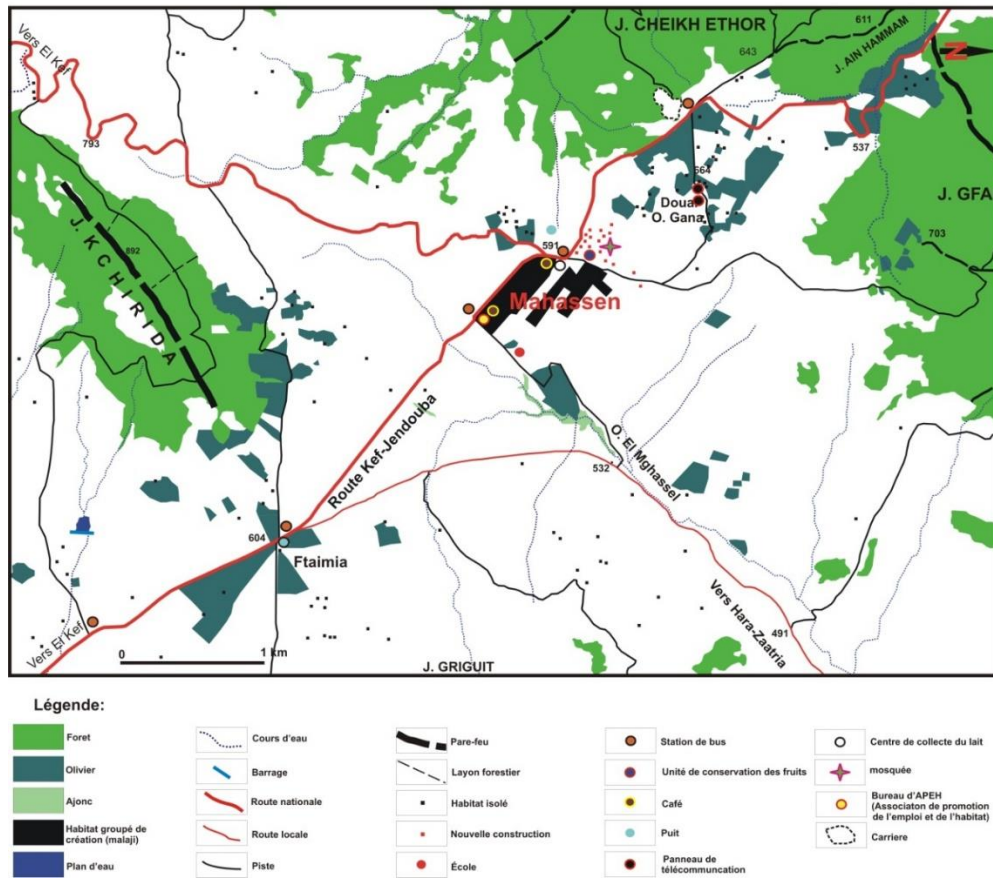 J. CHEIKH ETHOR
611
643
J. AIN HAMMAM
N
Vers El Kef
793
537
J. GFA
664
Douar
O. Gana
703
J. KCHIRIDA
892
591
Mahassen
Route Kef-Jendouba
O. El Mghassel
532
604
Ftaimia
Vers Hara-Zaatria
491
Vers El Kef
0
1 km
J. GRIGUIT
Légende:
Foret
Olivier
Ajonc
Habitat groupé de
création (malaji)
Plan d'eau
Cours d'eau
Barrage
Route nationale
Route locale
Piste
Pare-feu
Layon forestier
Habitat isolé
Nouvelle construction
École
Station de bus
Unité de conservation des fruits
Café
Puit
Panneau de
télécommuncation
Centre de collecte du lait
mosquée
Bureau d'APEH
(Associaton de promotion
de l'emploi et de l'habitat)
Carriere